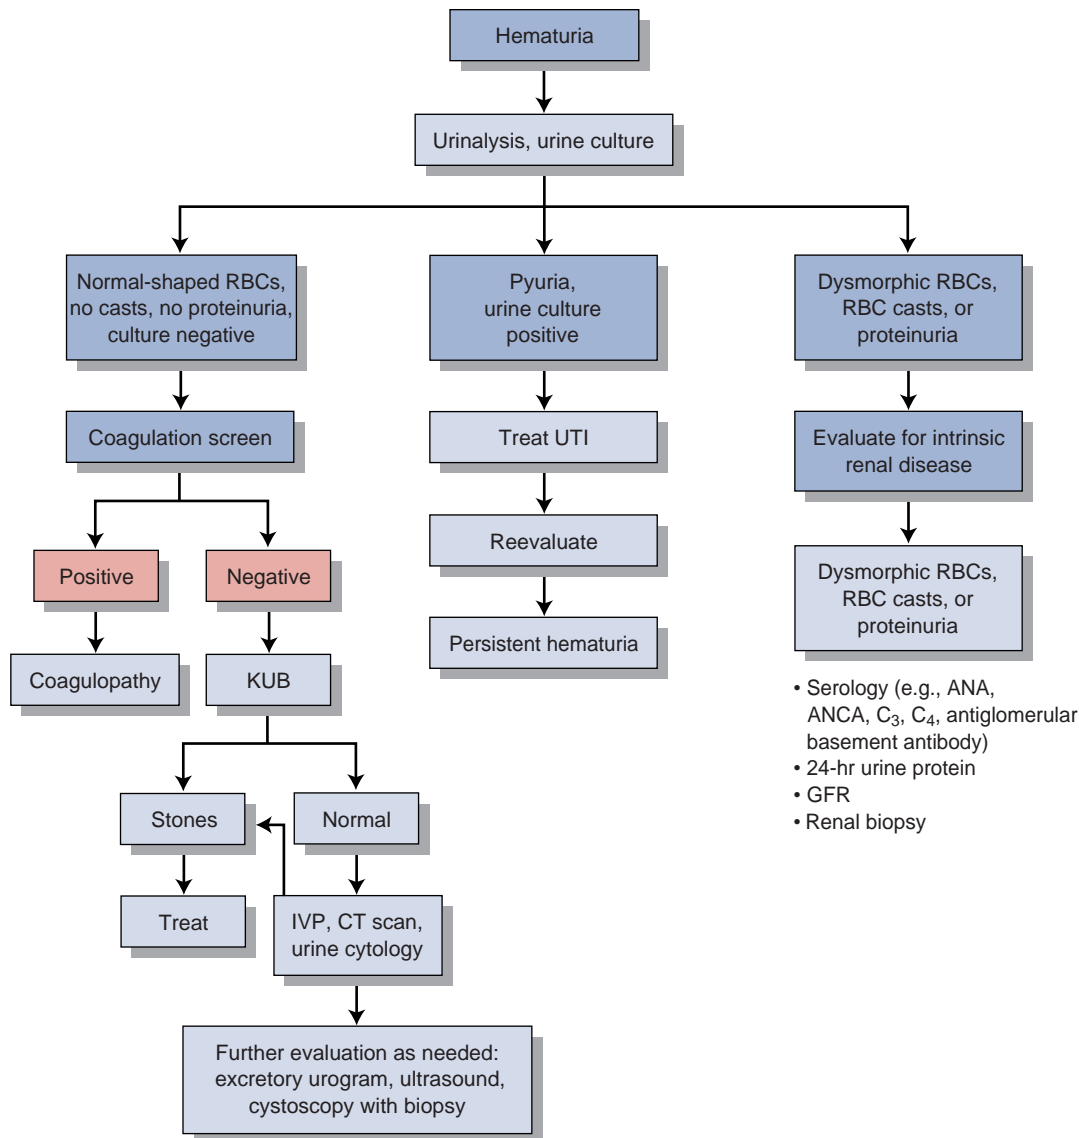 Hematuria
Urinalysis, urine culture
Normal-shaped RBCs,
no casts, no proteinuria,
culture negative
Pyuria,
urine culture
positive
Dysmorphic RBCs,
RBC casts, or
proteinuria
Coagulation screen
Treat UTI
Evaluate for intrinsic
renal disease
Positive
Negative
Reevaluate
Dysmorphic RBCs,
RBC casts, or
proteinuria
Coagulopathy
KUB
Persistent hematuria
• Serology (e.g., ANA,
ANCA, C₃, C₄, antiglomerular
basement antibody)
• 24-hr urine protein
• GFR
• Renal biopsy
Stones
Normal
Treat
IVP, CT scan,
urine cytology
Further evaluation as needed:
excretory urogram, ultrasound,
cystoscopy with biopsy